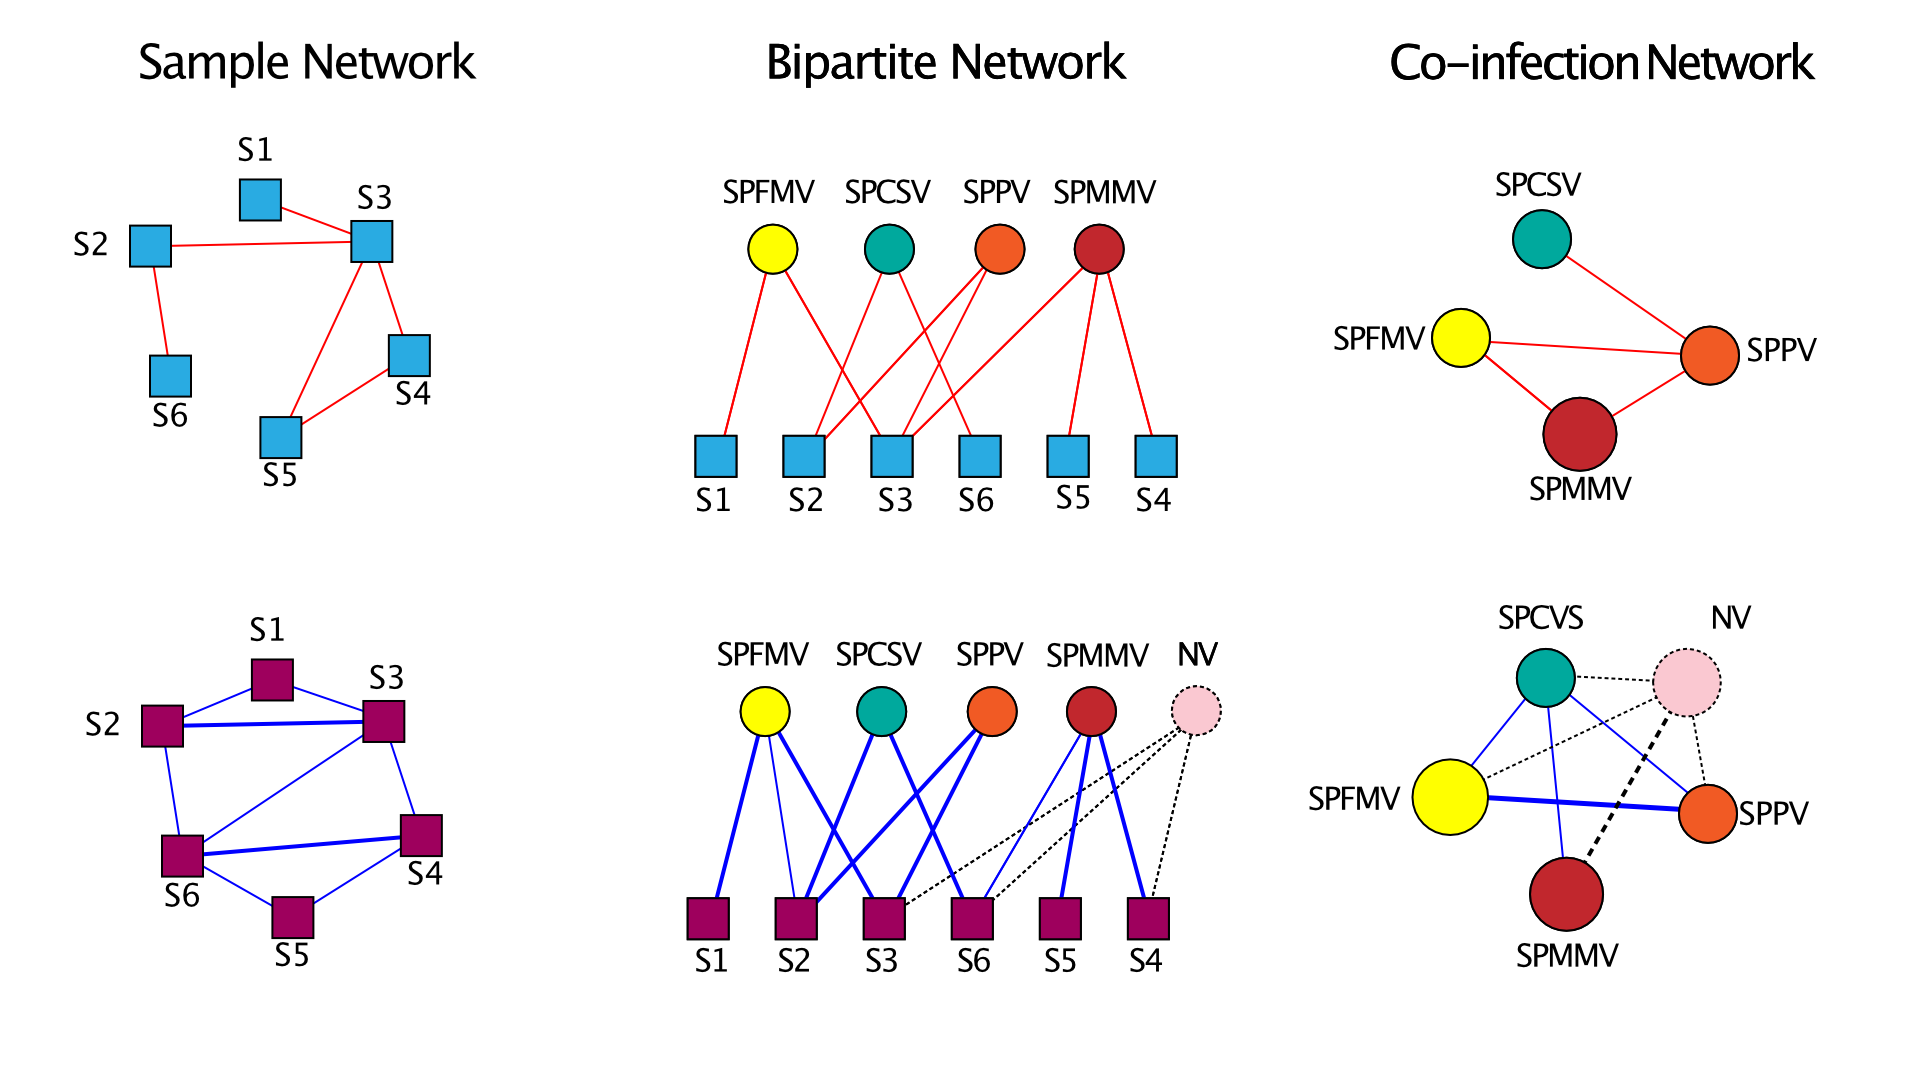 Sample Network
Bipartite Network
Co-infection Network
S1
S3
S2
S6
S4
S5
SPFMV
SPCSV
SPPV
SPMMV
S1
S2
S3
S6
S5
S4
SPCSV
SPFMV
SPPV
SPMMV
S1
S3
S2
S6
S4
S5
SPFMV
SPCSV
SPPV
SPMMV
NV
S1
S2
S3
S6
S5
S4
SPCVS
NV
SPFMV
SPPV
SPMMV